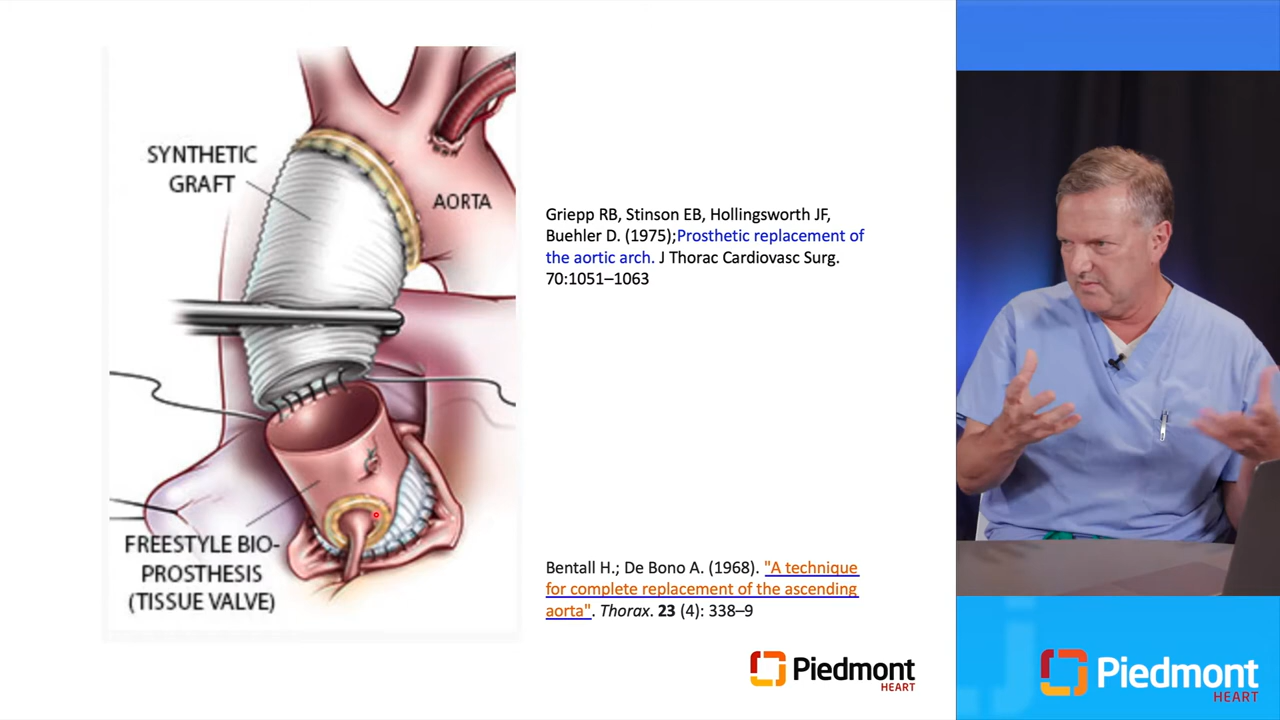 SYNTHETIC
GRAFT
AORTA
FREESTYLE BIO-
PROSTHESIS
(TISSUE VALVE)
Griepp RB, Stinson EB, Hollingsworth JF,
Buehler D. (1975);Prosthetic replacement of
the aortic arch. J Thorac Cardiovasc Surg.
70:1051–1063
Bentall H.; De Bono A. (1968). "A technique
for complete replacement of the ascending
aorta". Thorax. 23 (4): 338–9
Piedmont
HEART
Piedmont
HEART